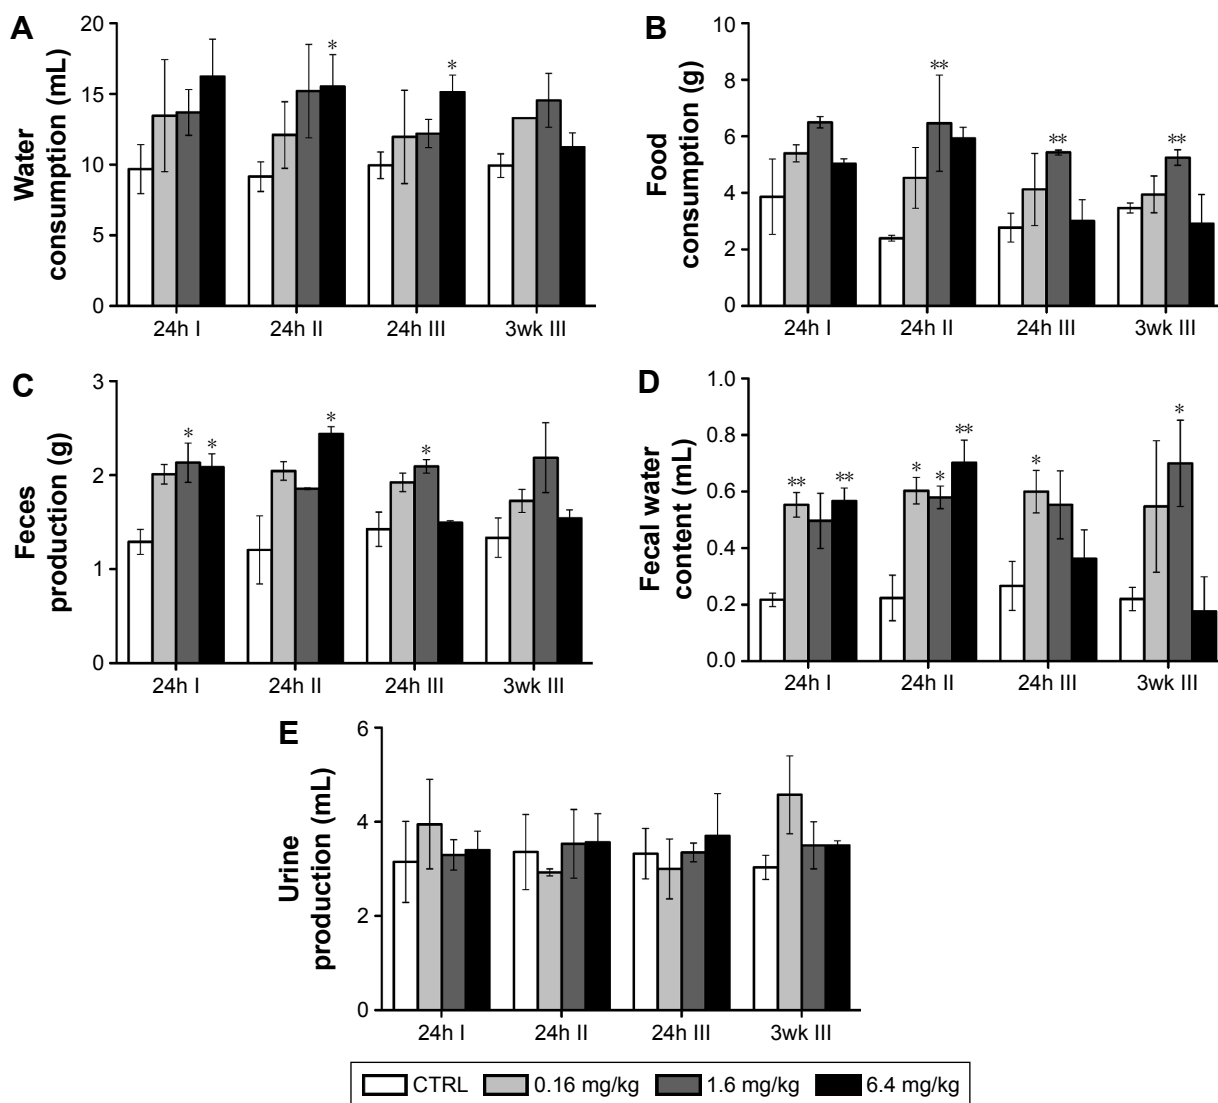 A
Water
consumption (mL)
20
15
10
5
0
*
*
24h I 24h II 24h III 3wk III
B
Food
consumption (g)
10
8
6
4
2
0
**
**
**
24h I 24h II 24h III 3wk III
C
Feces
production (g)
3
2
1
0
*
*
*
*
24h I 24h II 24h III 3wk III
D
Fecal water
content (mL)
1.0
0.8
0.6
0.4
0.2
0.0
**
**
*
*
**
*
*
24h I 24h II 24h III 3wk III
E
Urine
production (mL)
6
4
2
0
24h I 24h II 24h III 3wk III
CTRL 0.16 mg/kg 1.6 mg/kg 6.4 mg/kg